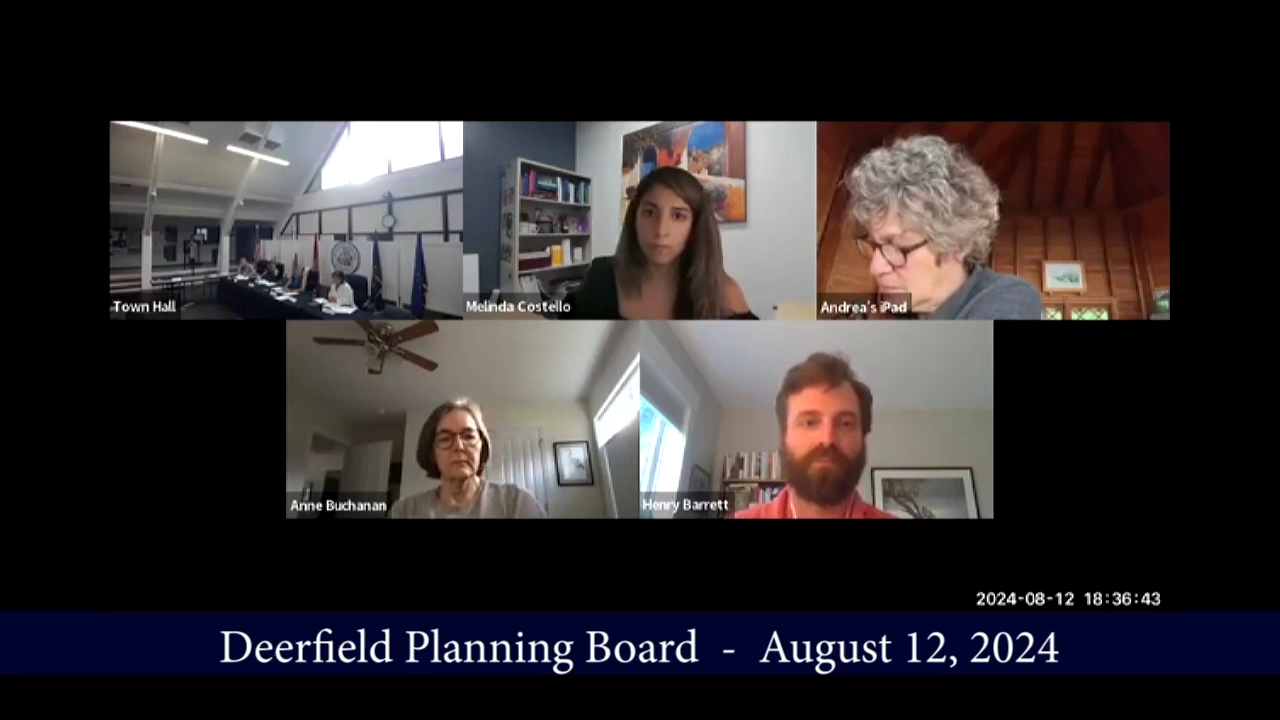 Town Hall
Melinda Costello
Andrea's iPad
Anne Buchanan
Henry Barrett
2024-08-12 18:36:43
Deerfield Planning Board - August 12, 2024